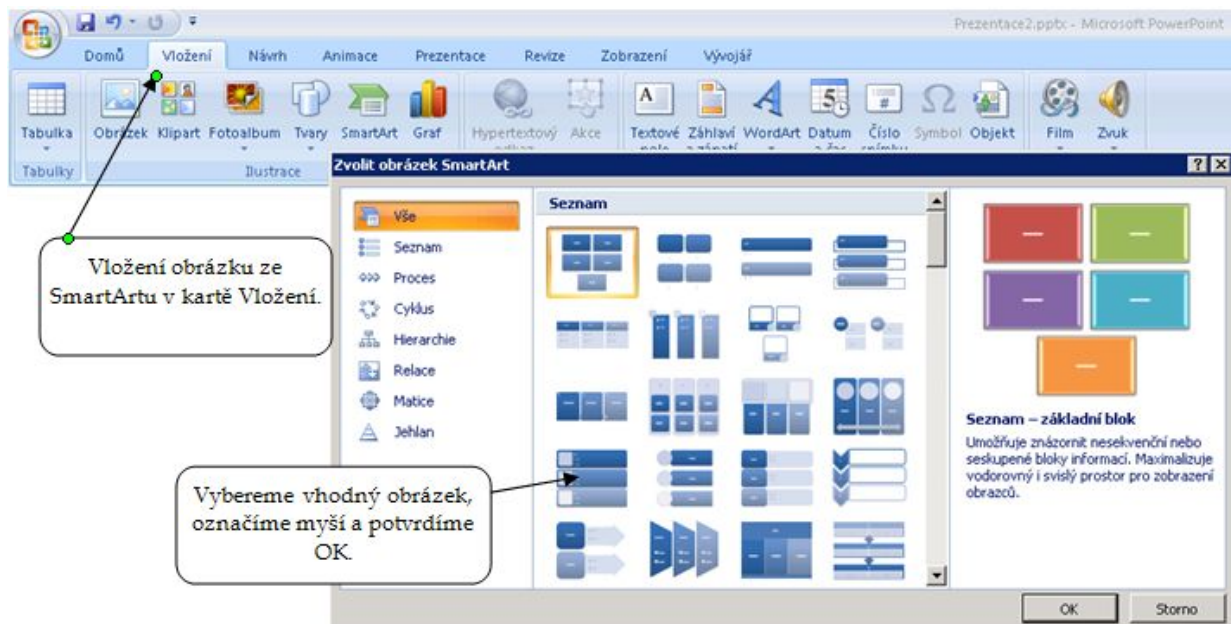 Prezentace2.pptx - Microsoft PowerPoint
Domů Vložení Návrh Animace Prezentace Revize Zobrazení Vývojář
Tabulka Obrázek Klipart Fotoalbum Tvary SmartArt Graf Hypertextový Akce Textové Záhlaví WordArt Datum Číslo Symbol Objekt Film Zvuk
Tabulky Ilustrace
Zvolit obrázek SmartArt
Vše
Seznam
Proces
Cyklus
Hierarchie
Relace
Matice
Jehlan
Seznam
Seznam – základní blok
Umožňuje znázornit nesekvenční nebo
seskupené bloky informací. Maximalizuje
vodorovný i svislý prostor pro zobrazení
obrazců.
OK Storno
Vložení obrázku ze
SmartArtu v kartě Vložení.
Vybereme vhodný obrázek,
označíme myší a potvrdíme
OK.